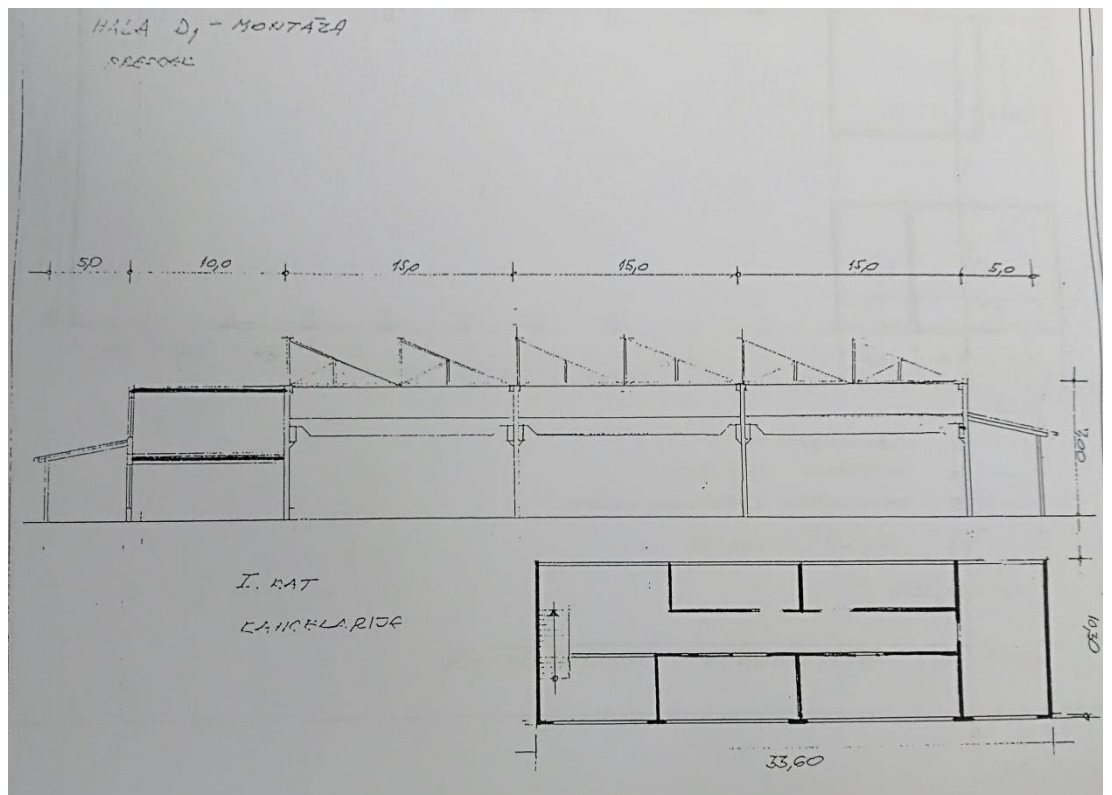 HALA D1 - MONTAŽA
PRESJEK
5,0 10,0 15,0 15,0 15,0 5,0
7,00
I. KAT
KANCELARIJE
10,30
33,60